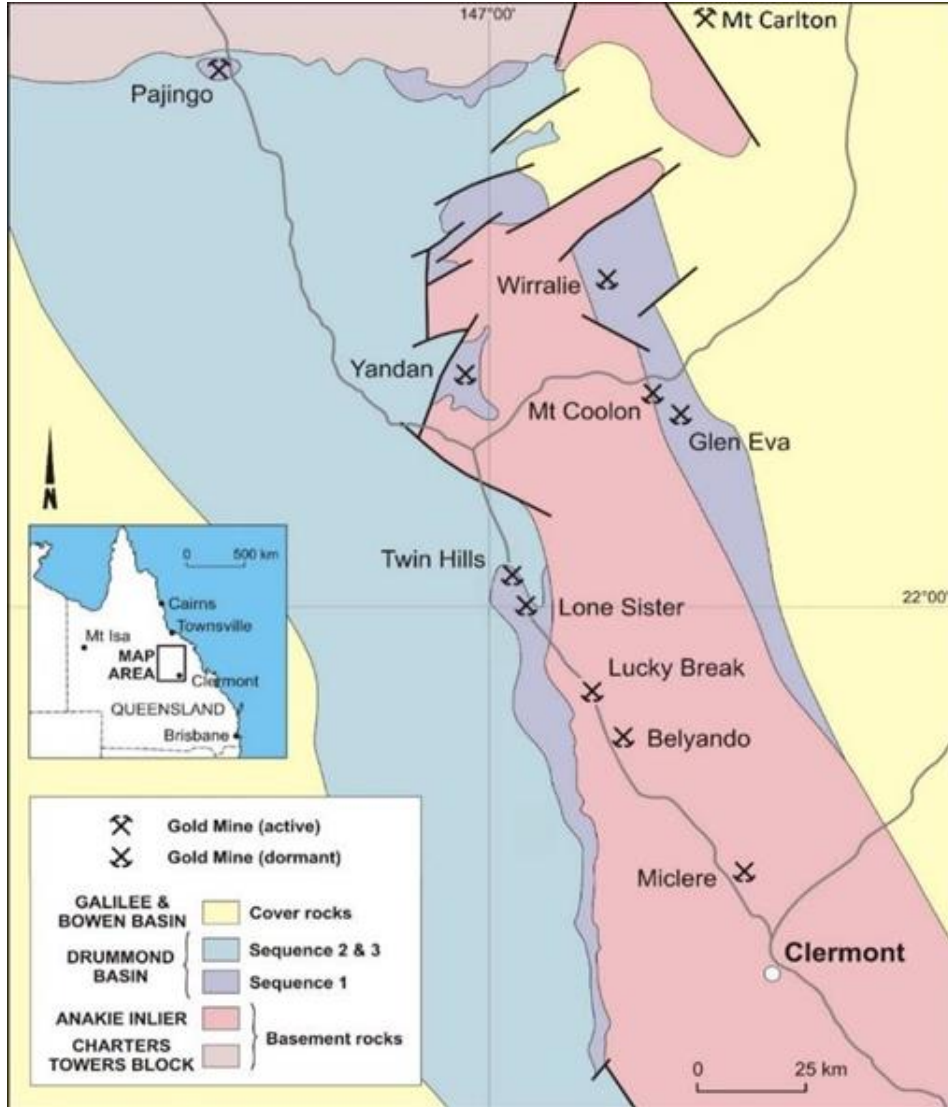 147°00'
Mt Carlton
Pajingo
Wirralie
Yandan
Mt Coolon
Glen Eva
N
Twin Hills
Lone Sister
22°00'
Lucky Break
Belyando
Miclere
Clermont
0 25 km
0 500 km
Cairns
Townsville
Mt Isa
MAP
AREA
Clermont
QUEENSLAND
Brisbane
Gold Mine (active)
Gold Mine (dormant)
GALILEE &
BOWEN BASIN
Cover rocks
DRUMMOND
BASIN
Sequence 2 & 3
Sequence 1
ANAKIE INLIER
CHARTERS
TOWERS BLOCK
Basement rocks